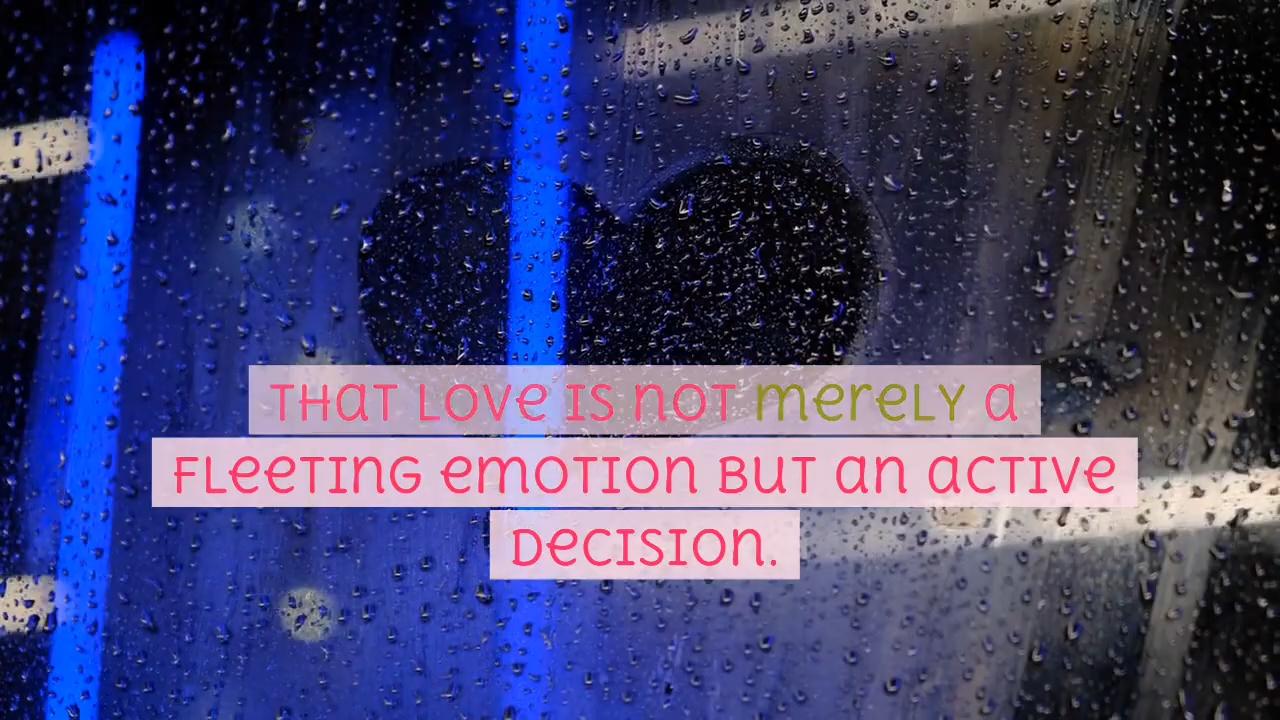 THAT LOVE IS NOT MERELY A
FLEETING EMOTION BUT AN ACTIVE
DECISION.